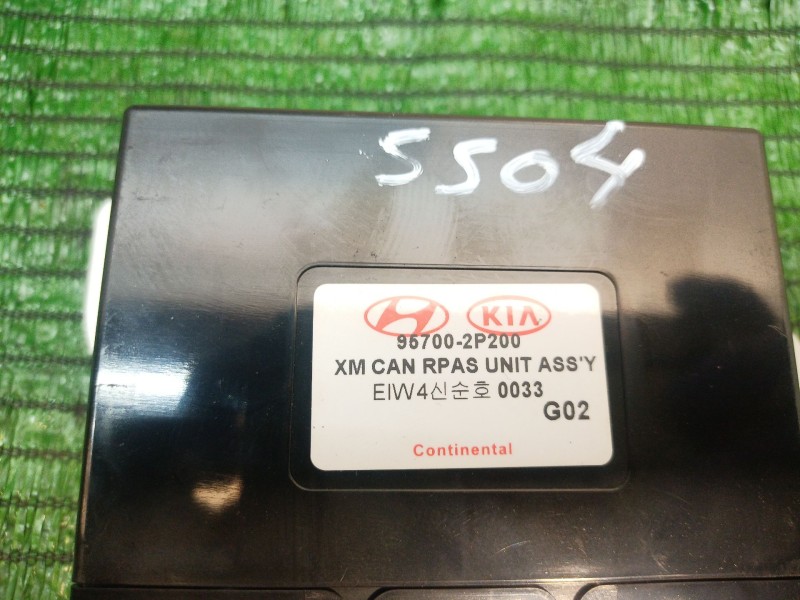 5504
KIA
95700-2P200
XM CAN RPAS UNIT ASS'Y
EIW4신순호 0033
G02
Continental